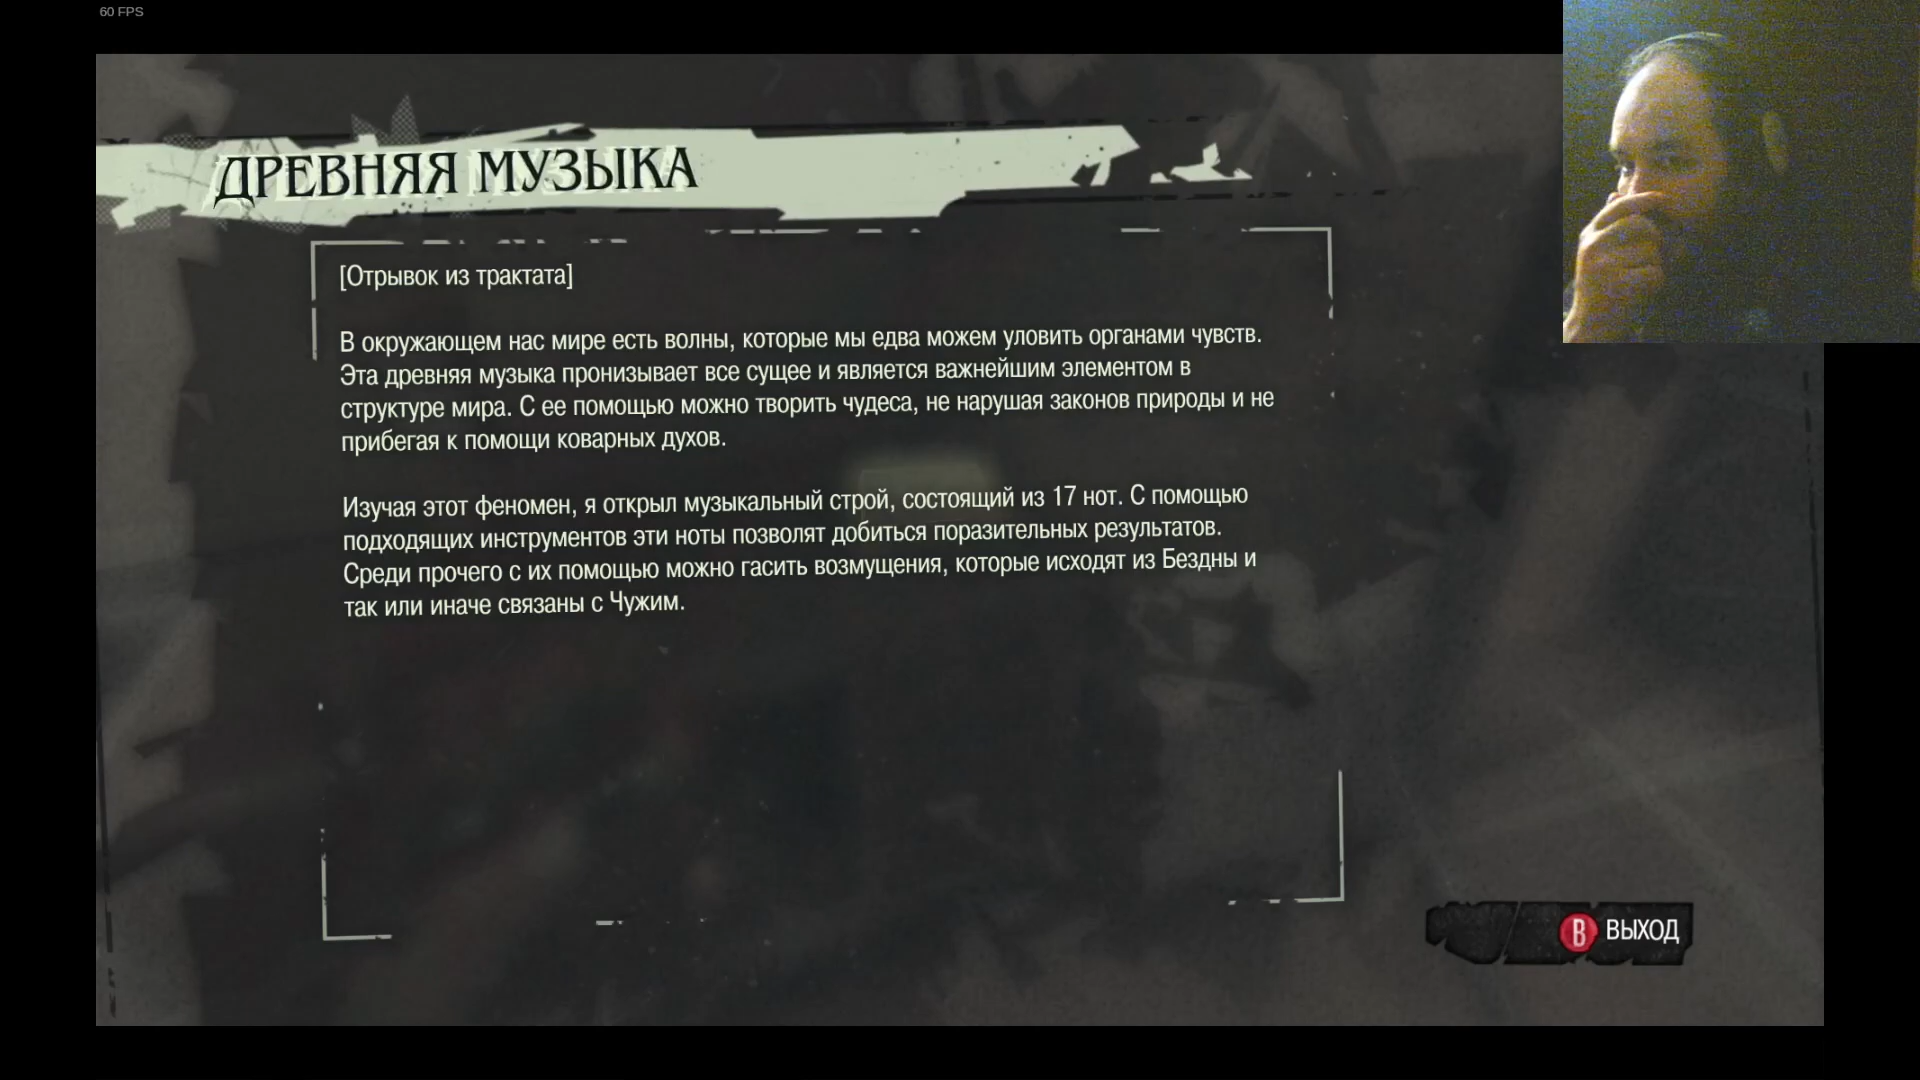 60 FPS
ДРЕВНЯЯ МУЗЫКА
[Отрывок из трактата]
В окружающем нас мире есть волны, которые мы едва можем уловить органами чувств.
Эта древняя музыка пронизывает все сущее и является важнейшим элементом в
структуре мира. С ее помощью можно творить чудеса, не нарушая законов природы и не
прибегая к помощи коварных духов.
Изучая этот феномен, я открыл музыкальный строй, состоящий из 17 нот. С помощью
подходящих инструментов эти ноты позволят добиться поразительных результатов.
Среди прочего с их помощью можно гасить возмущения, которые исходят из Бездны и
так или иначе связаны с Чужим.
B ВЫХОД